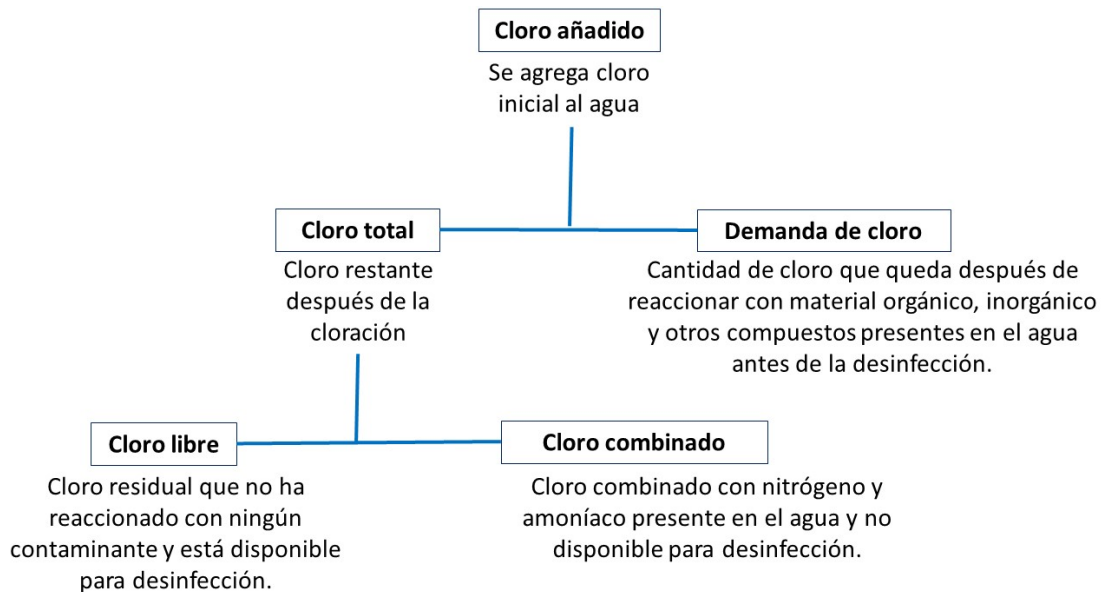 Cloro añadido
Se agrega cloro
inicial al agua
Cloro total
Cloro restante
después de la
cloración
Demanda de cloro
Cantidad de cloro que queda después de
reaccionar con material orgánico, inorgánico
y otros compuestos presentes en el agua
antes de la desinfección.
Cloro libre
Cloro residual que no ha
reaccionado con ningún
contaminante y está disponible
para desinfección.
Cloro combinado
Cloro combinado con nitrógeno y
amoníaco presente en el agua y no
disponible para desinfección.